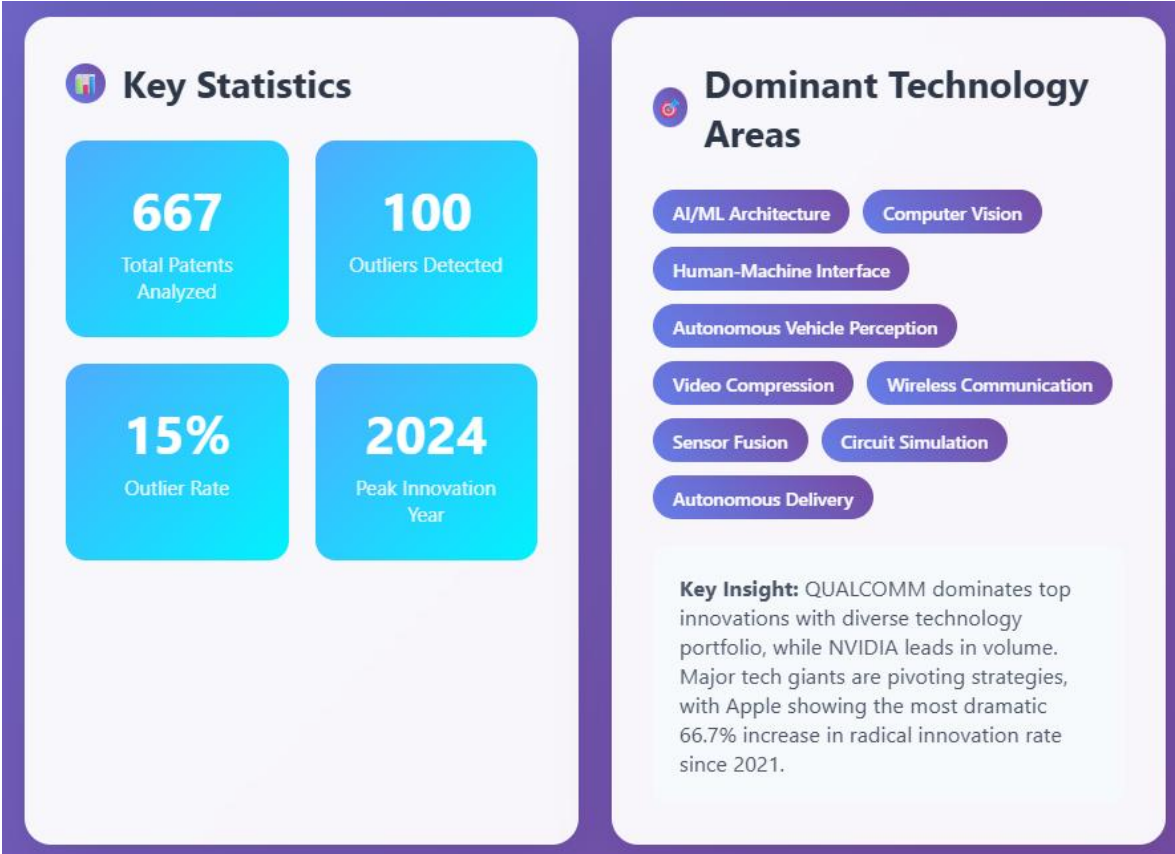 Key Statistics
667
Total Patents
Analyzed
100
Outliers Detected
15%
Outlier Rate
2024
Peak Innovation
Year
Dominant Technology
Areas
AI/ML Architecture
Computer Vision
Human-Machine Interface
Autonomous Vehicle Perception
Video Compression
Wireless Communication
Sensor Fusion
Circuit Simulation
Autonomous Delivery
Key Insight: QUALCOMM dominates top
innovations with diverse technology
portfolio, while NVIDIA leads in volume.
Major tech giants are pivoting strategies,
with Apple showing the most dramatic
66.7% increase in radical innovation rate
since 2021.